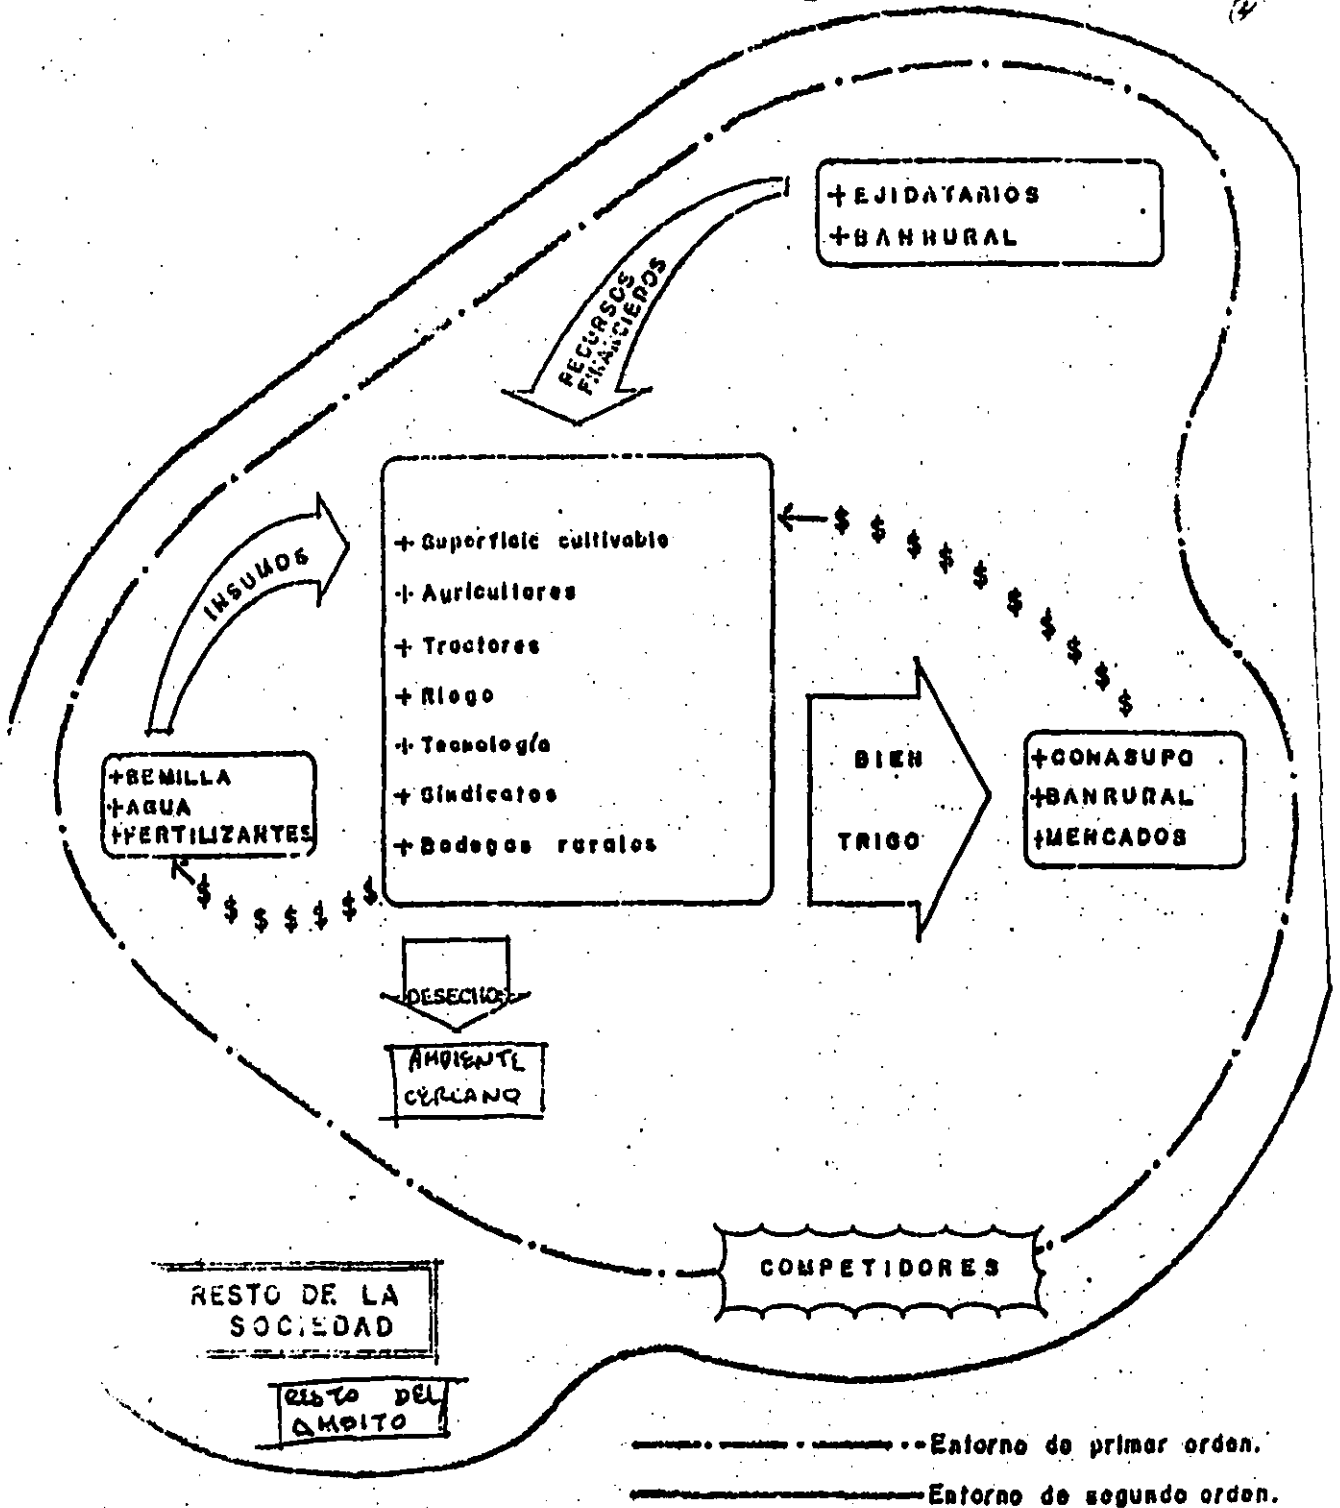 + EJIDATARIOS
+ BANRURAL
RECURSOS
FINANCIEROS
INSUMOS
+ Superficie cultivable
+ Auricultores
+ Tractores
+ Riego
+ Tecnología
+ Sindicatos
+ Bodegas rurales
$ $ $ $ $ $ $ $ $ $
+SEMILLA
+AGUA
+FERTILIZANTES
$ $ $ $ $ $ $
BIEN
TRIGO
+CONASUPO
+BANRURAL
+MERCADOS
DESECHOS
AMBIENTE
CERCANO
COMPETIDORES
RESTO DE LA
SOCIEDAD
RESTO DEL
AMBITO
Entorno de primer orden.
Entorno de segundo orden.